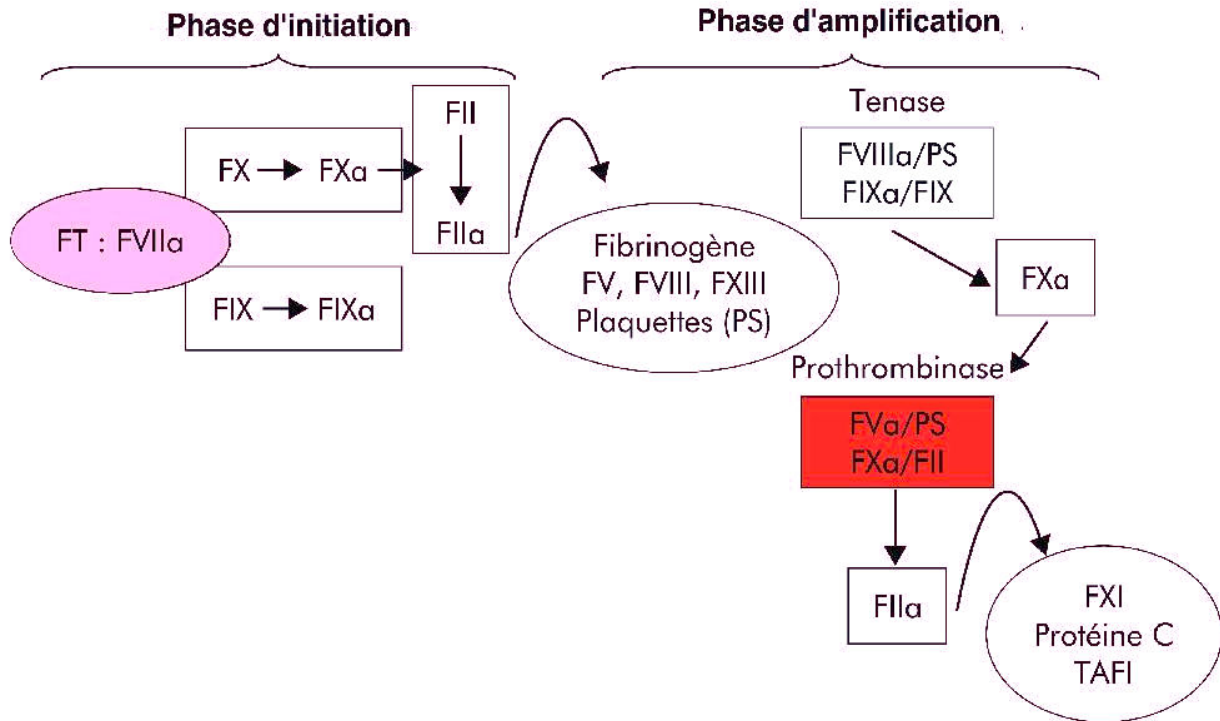 Phase d'initiation
Phase d'amplification
FT : FVIIa
FX → FXa
FIX → FIXa
FII
FIIa
Fibrinogène
FV, FVIII, FXIII
Plaquettes (PS)
Tenase
FVIIIa/PS
FIXa/FIX
FXa
Prothrombinase
FVa/PS
FXa/FII
FIIa
FXI
Protéine C
TAFI